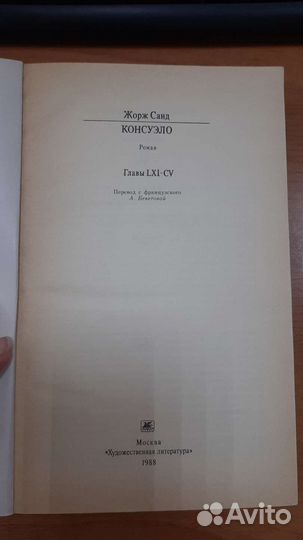 Жорж Санд
КОНСУЭЛО
Роман
Главы LXI-CV
Перевод с французского
А. Бекетовой
Москва
«Художественная литература»
1988
Avito